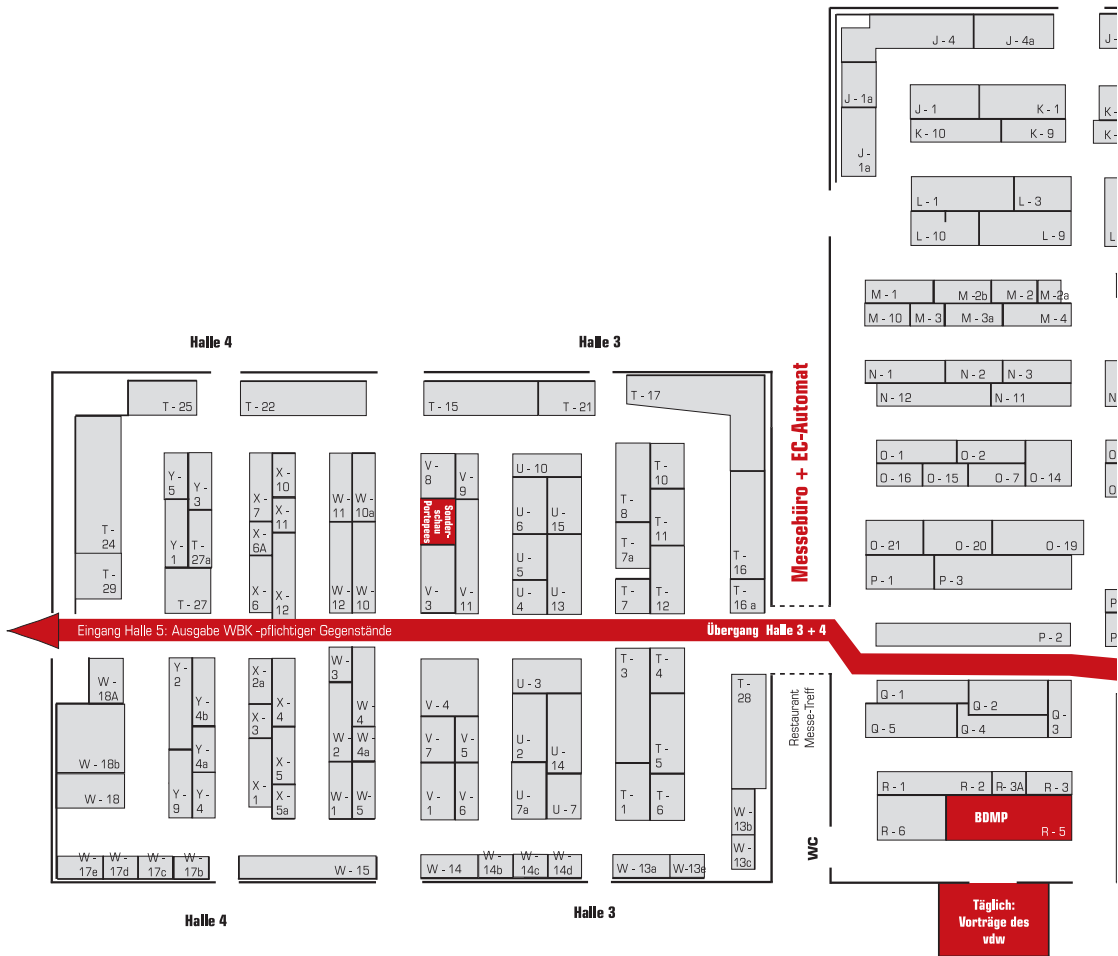 J - 4
J - 4a
J -
J - 1a
J -
1a
J - 1
K - 1
K - 10
K - 9
K -
K -
L - 1
L - 3
L - 10
L - 9
L
M - 1
M -2b
M - 2
M -2a
M - 10
M - 3
M - 3a
M - 4
N - 1
N - 2
N - 3
N - 12
N - 11
N
O - 1
O - 2
O - 16
O - 15
O - 7
O - 14
O
O
O - 21
O - 20
O - 19
P - 1
P - 3
P
P
P - 2
Halle 4
Halle 3
Messebüro + EC-Automat
T - 25
T - 22
T - 15
T - 21
T - 17
T -
24
T -
29
Y -
5
Y -
3
Y -
1
T -
27a
T - 27
X -
7
X -
10
X -
11
X -
6A
X -
6
X -
12
W -
11
W -
10a
W -
12
W -
10
V -
8
V -
9
Sonder-
schau
Portepees
V -
3
V -
11
U - 10
U -
6
U -
15
U -
5
U -
4
U -
13
T -
8
T -
10
T -
7a
T -
11
T -
7
T -
12
T -
16
T -
16 a
Eingang Halle 5: Ausgabe WBK -pflichtiger Gegenstände
Übergang Halle 3 + 4
W -
18A
W - 18b
W - 18
Y -
2
Y -
4b
Y -
4a
Y -
9
Y -
4
X -
2a
X -
3
X -
4
X -
5
X -
1
X -
5a
W -
3
W -
4
W -
2
W -
4a
W -
1
W-
5
V - 4
V -
7
V -
5
V -
1
V -
6
U - 3
U -
2
U -
14
U -
7a
U - 7
T -
3
T -
4
T -
5
T -
1
T -
6
T -
28
W -
13b
W -
13c
Restaurant
Messe-Treff
WC
Q - 1
Q - 2
Q -
3
Q - 5
Q - 4
R - 1
R - 2
R- 3A
R - 3
R - 6
BDMP
R - 5
W -
17e
W -
17d
W -
17c
W -
17b
W - 15
W - 14
W -
14b
W -
14c
W -
14d
W - 13a
W-13e
Halle 4
Halle 3
Täglich:
Vorträge des
vdw